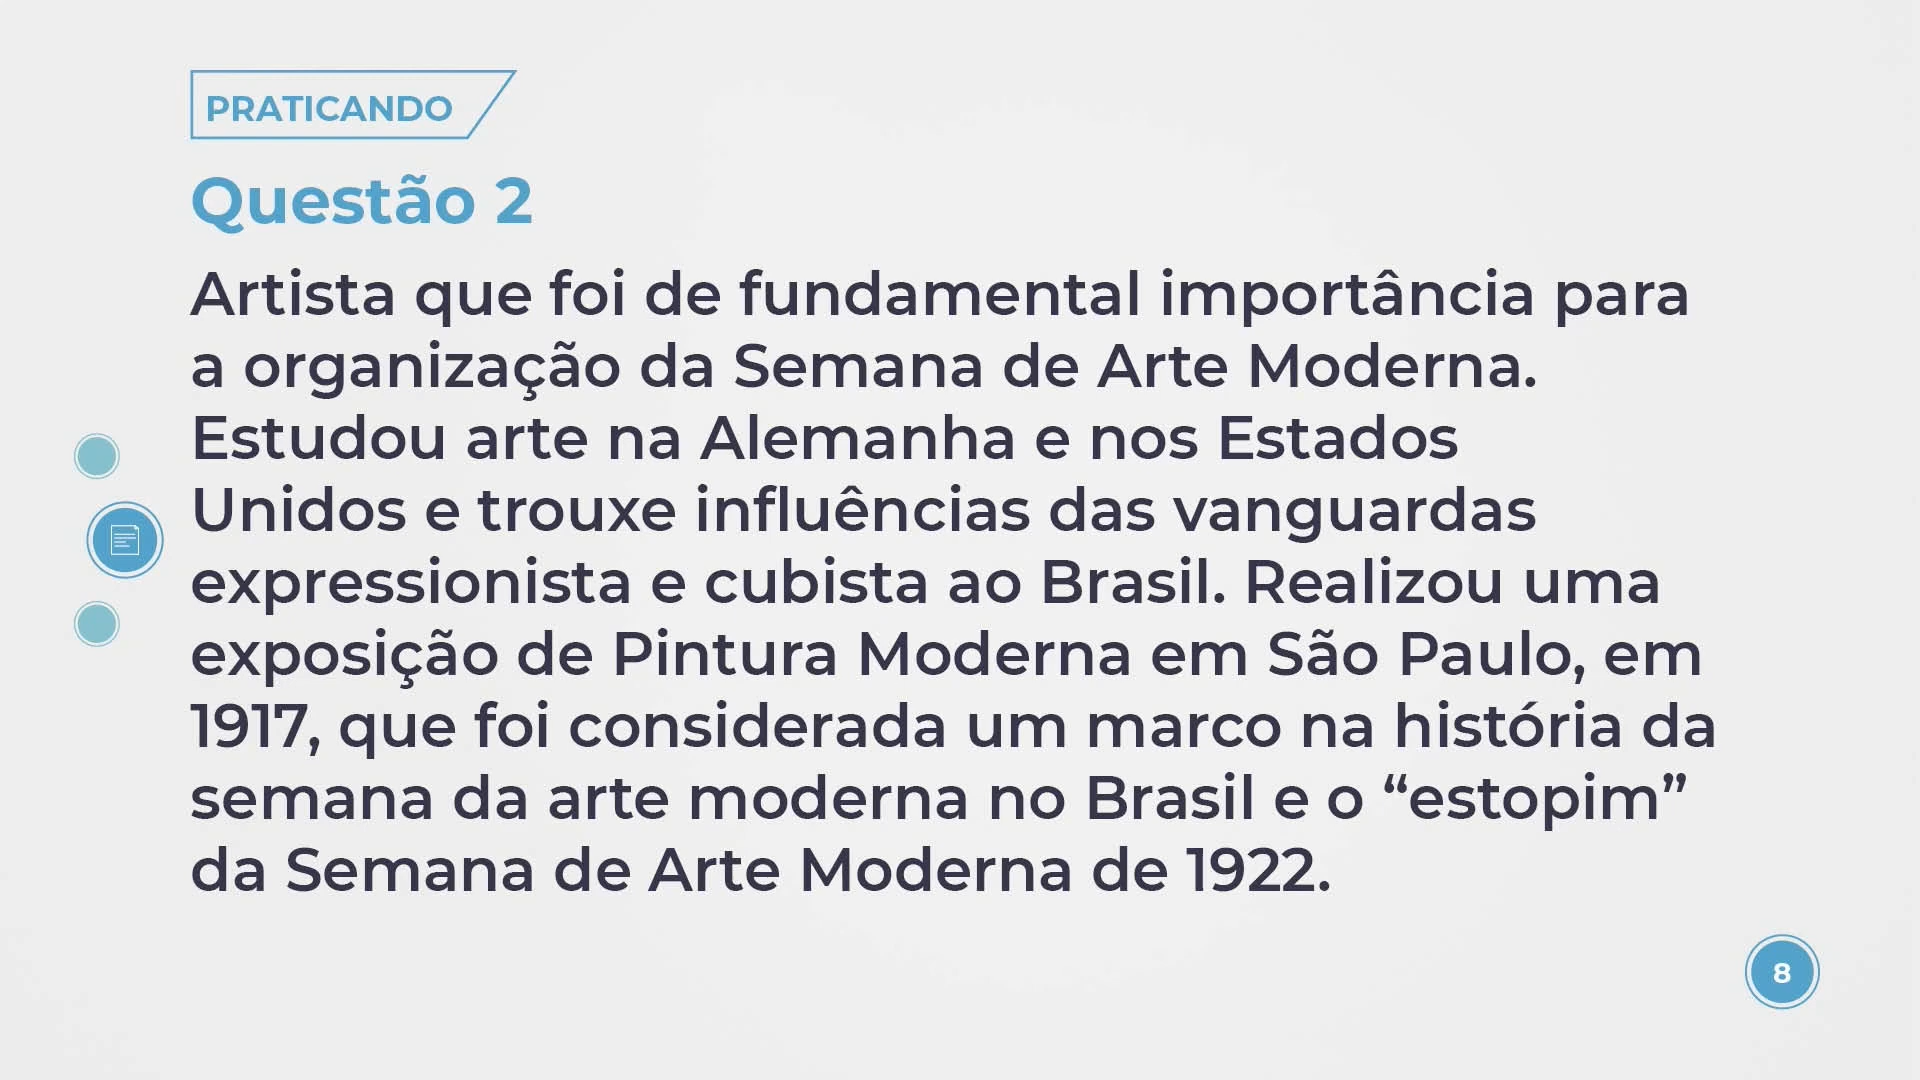 PRATICANDO
Questão 2
Artista que foi de fundamental importância para
a organização da Semana de Arte Moderna.
Estudou arte na Alemanha e nos Estados
Unidos e trouxe influências das vanguardas
expressionista e cubista ao Brasil. Realizou uma
exposição de Pintura Moderna em São Paulo, em
1917, que foi considerada um marco na história da
semana da arte moderna no Brasil e o “estopim”
da Semana de Arte Moderna de 1922.
8